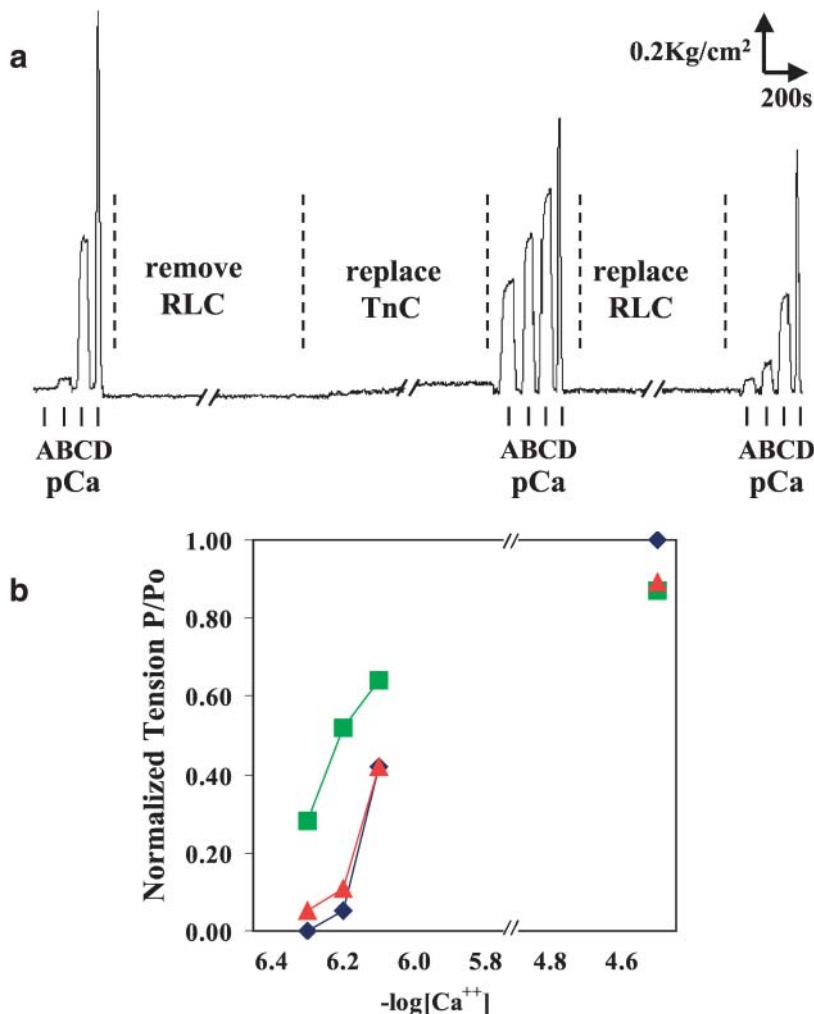 a
0.2Kg/cm²
200s
remove
RLC
replace
TnC
replace
RLC
ABCD
pCa
ABCD
pCa
ABCD
pCa
b
Normalized Tension P/Po
1.00
0.80
0.60
0.40
0.20
0.00
6.4 6.2 6.0 5.8 4.8 4.6
-log[Ca⁺⁺]